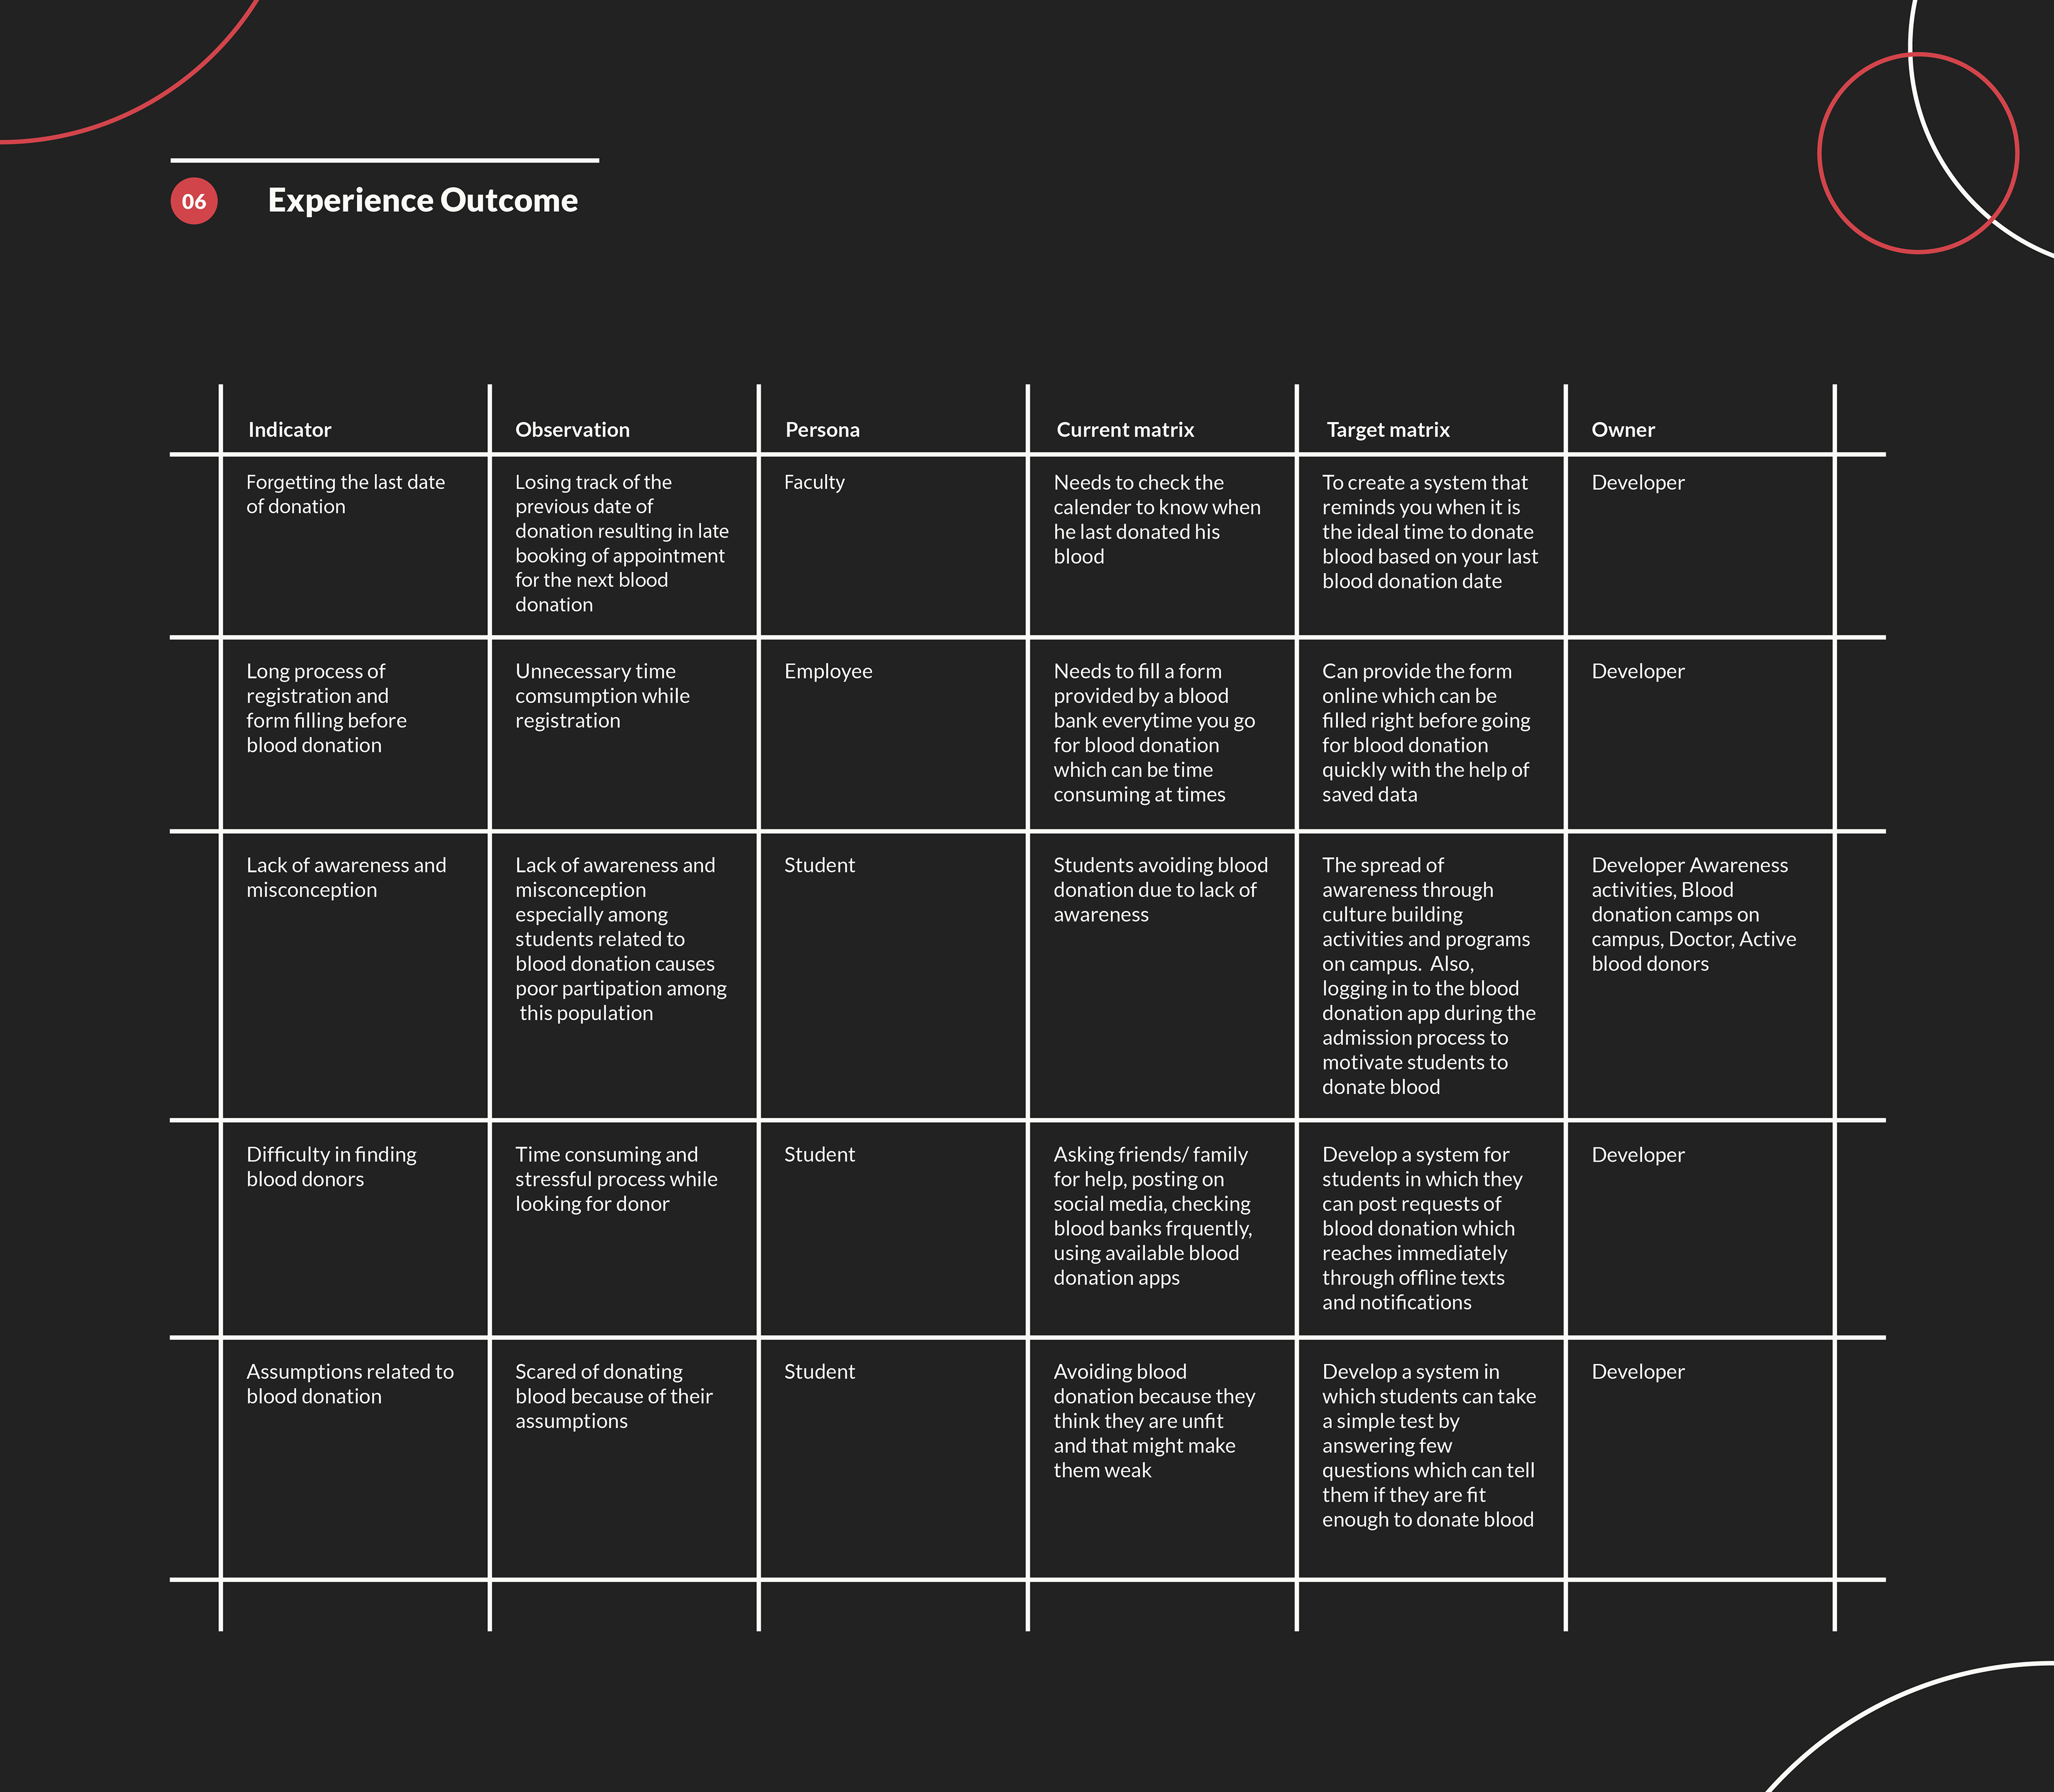 06
Experience Outcome
Indicator
Observation
Persona
Current matrix
Target matrix
Owner
Forgetting the last date
of donation
Losing track of the
previous date of
donation resulting in late
booking of appointment
for the next blood
donation
Faculty
Needs to check the
calender to know when
he last donated his
blood
To create a system that
reminds you when it is
the ideal time to donate
blood based on your last
blood donation date
Developer
Long process of
registration and
form filling before
blood donation
Unnecessary time
comsumption while
registration
Employee
Needs to fill a form
provided by a blood
bank everytime you go
for blood donation
which can be time
consuming at times
Can provide the form
online which can be
filled right before going
for blood donation
quickly with the help of
saved data
Developer
Lack of awareness and
misconception
Lack of awareness and
misconception
especially among
students related to
blood donation causes
poor partipation among
this population
Student
Students avoiding blood
donation due to lack of
awareness
The spread of
awareness through
culture building
activities and programs
on campus. Also,
logging in to the blood
donation app during the
admission process to
motivate students to
donate blood
Developer Awareness
activities, Blood
donation camps on
campus, Doctor, Active
blood donors
Difficulty in finding
blood donors
Time consuming and
stressful process while
looking for donor
Student
Asking friends/ family
for help, posting on
social media, checking
blood banks frquently,
using available blood
donation apps
Develop a system for
students in which they
can post requests of
blood donation which
reaches immediately
through offline texts
and notifications
Developer
Assumptions related to
blood donation
Scared of donating
blood because of their
assumptions
Student
Avoiding blood
donation because they
think they are unfit
and that might make
them weak
Develop a system in
which students can take
a simple test by
answering few
questions which can tell
them if they are fit
enough to donate blood
Developer